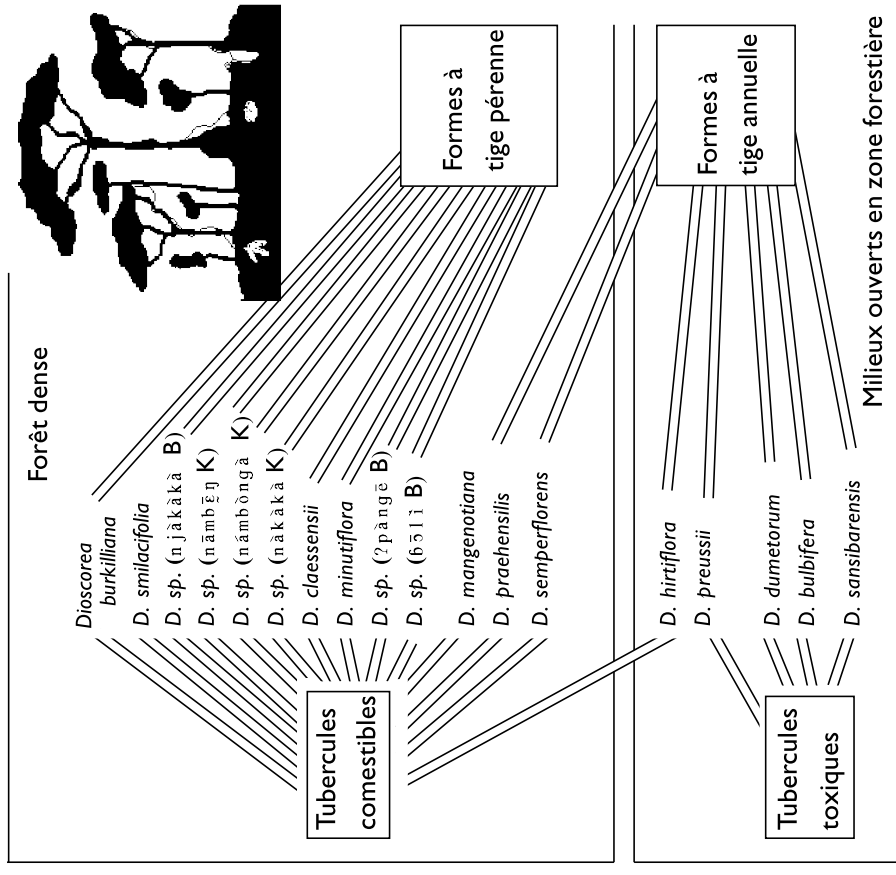 Forêt dense
Formes à
tige pérenne
Dioscorea
burkilliana
D. smilacifolia
D. sp. (njàkàkà B)
D. sp. (nāmbɛ̰̄ŋ K)
D. sp. (námbòngà K)
D. sp. (nàkàkà K)
D. claessensii
D. minutiflora
D. sp. (ʔpàngē B)
D. sp. (ɓɔ̄lì B)
D. mangenotiana
D. praehensilis
D. semperflorens
Tubercules
comestibles
Formes à
tige annuelle
D. hirtiflora
D. preussii
D. dumetorum
D. bulbifera
D. sansibarensis
Tubercules
toxiques
Milieux ouverts en zone forestière